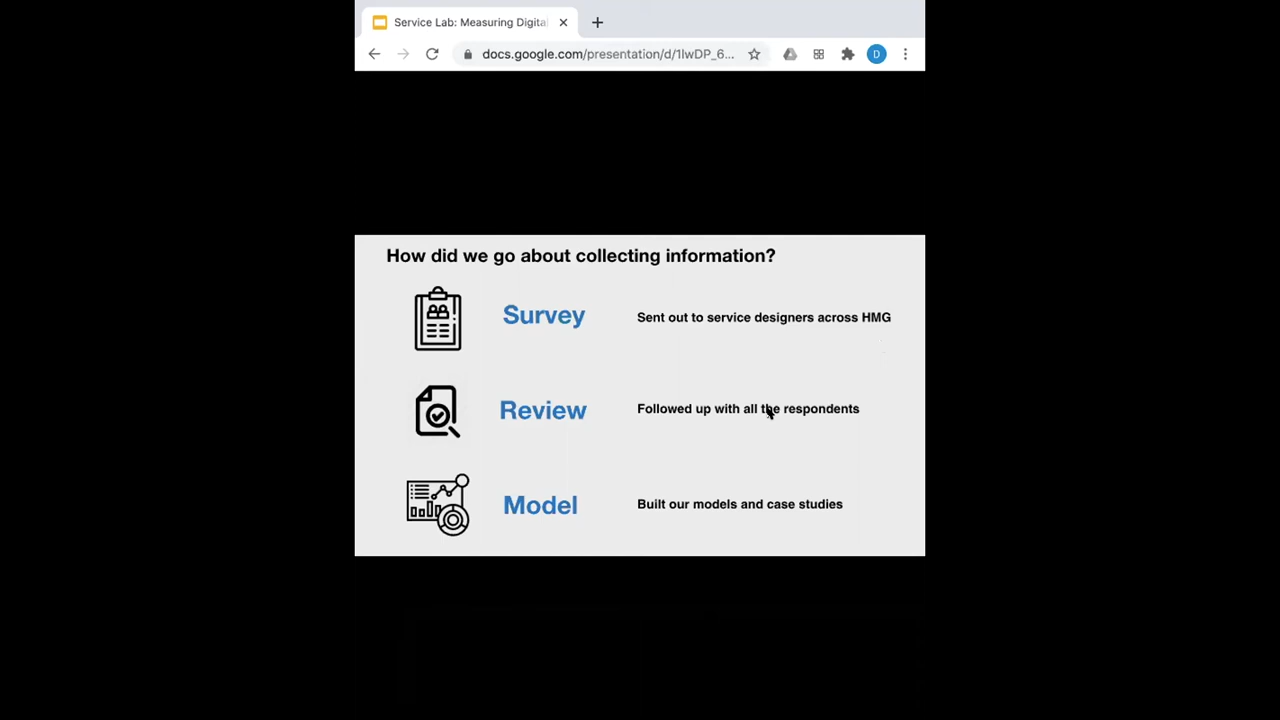 Service Lab: Measuring Digital
docs.google.com/presentation/d/1lwDP_6...
D
How did we go about collecting information?
Survey
Sent out to service designers across HMG
Review
Followed up with all the respondents
Model
Built our models and case studies